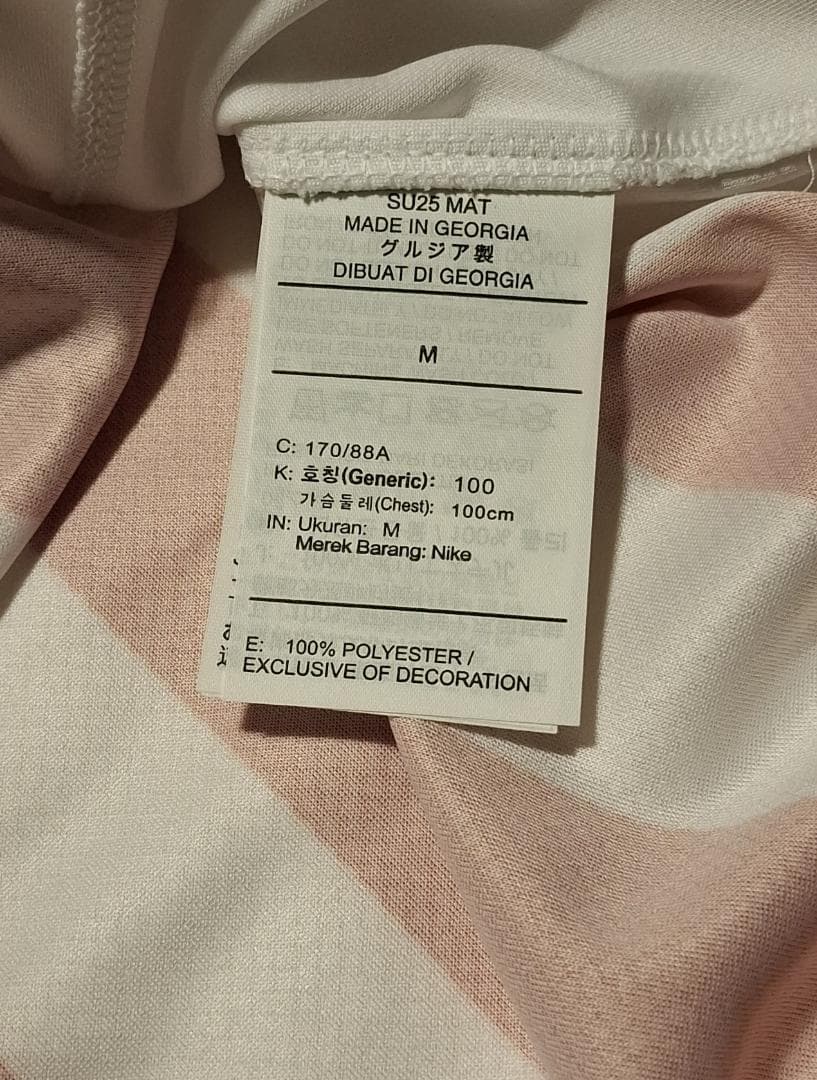 SU25 MAT
MADE IN GEORGIA
グルジア製
DIBUAT DI GEORGIA
M
C: 170/88A
K: 호칭(Generic): 100
가슴둘레(Chest): 100cm
IN: Ukuran: M
Merek Barang: Nike
E: 100% POLYESTER /
EXCLUSIVE OF DECORATION